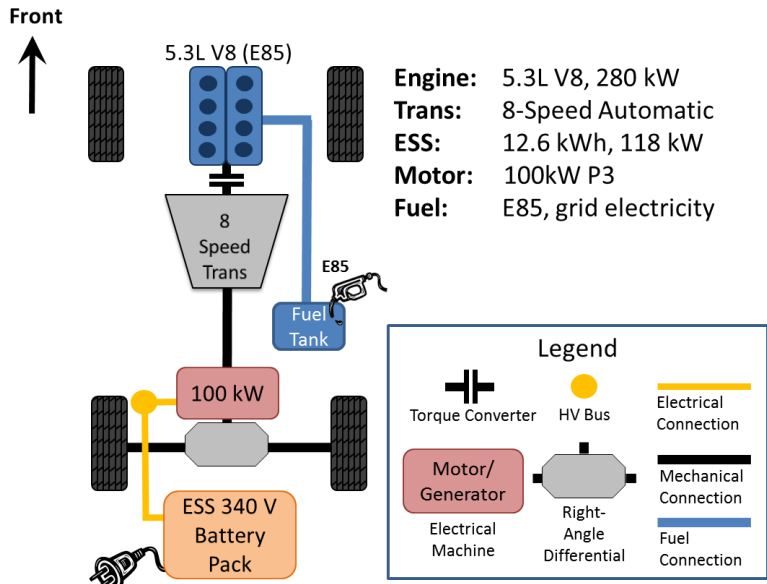 Front
5.3L V8 (E85)
8
Speed
Trans
E85
Fuel
Tank
100 kW
ESS 340 V
Battery
Pack
Engine: 5.3L V8, 280 kW
Trans: 8-Speed Automatic
ESS: 12.6 kWh, 118 kW
Motor: 100kW P3
Fuel: E85, grid electricity
Legend
Torque Converter
HV Bus
Electrical
Connection
Motor/
Generator
Electrical
Machine
Right-
Angle
Differential
Mechanical
Connection
Fuel
Connection